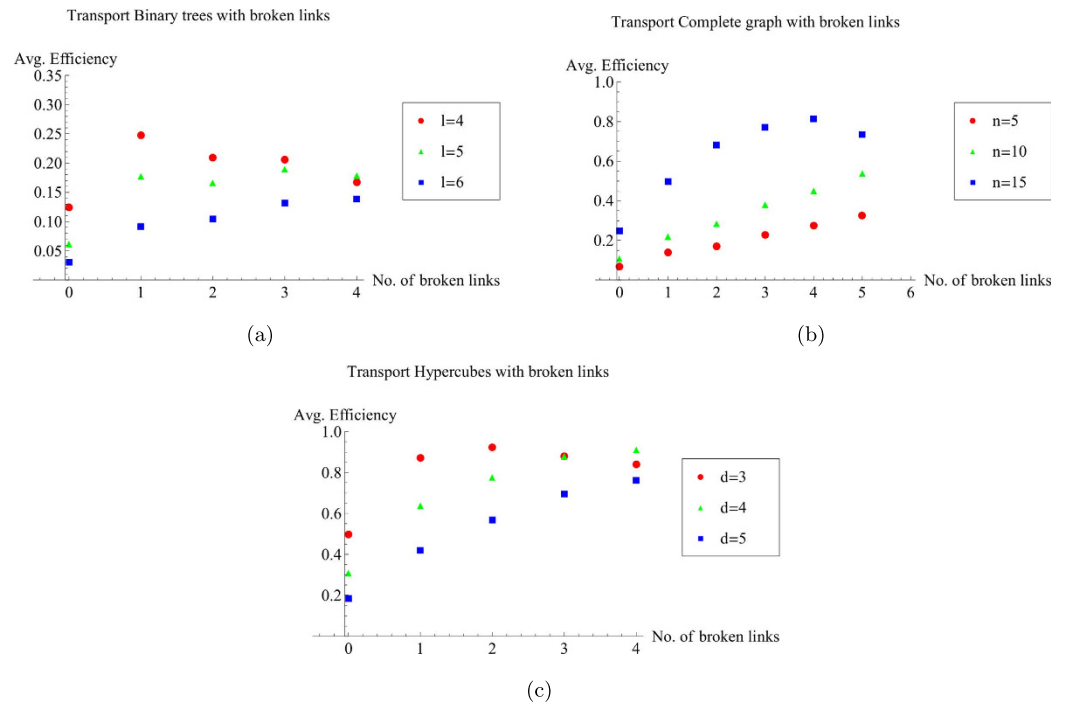 Transport Binary trees with broken links
Avg. Efficiency
0.35
0.30
0.25
0.20
0.15
0.10
0.05
0 1 2 3 4
No. of broken links
l=4
l=5
l=6
(a)
Transport Complete graph with broken links
Avg. Efficiency
1.0
0.8
0.6
0.4
0.2
0 1 2 3 4 5 6
No. of broken links
n=5
n=10
n=15
(b)
Transport Hypercubes with broken links
Avg. Efficiency
1.0
0.8
0.6
0.4
0.2
0 1 2 3 4
No. of broken links
d=3
d=4
d=5
(c)